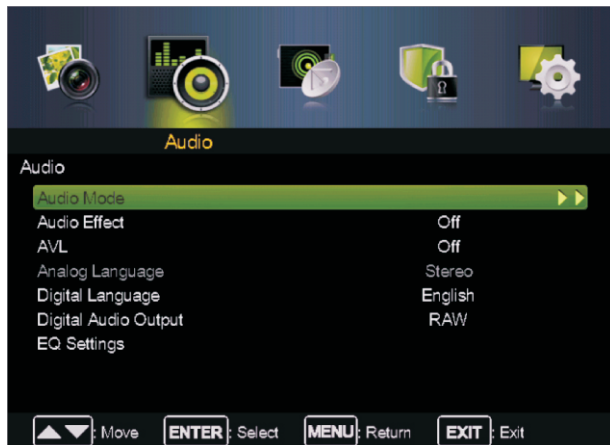 Audio
Audio
Audio Mode
Audio Effect Off
AVL Off
Analog Language Stereo
Digital Language English
Digital Audio Output RAW
EQ Settings
: Move ENTER : Select MENU : Return EXIT : Exit